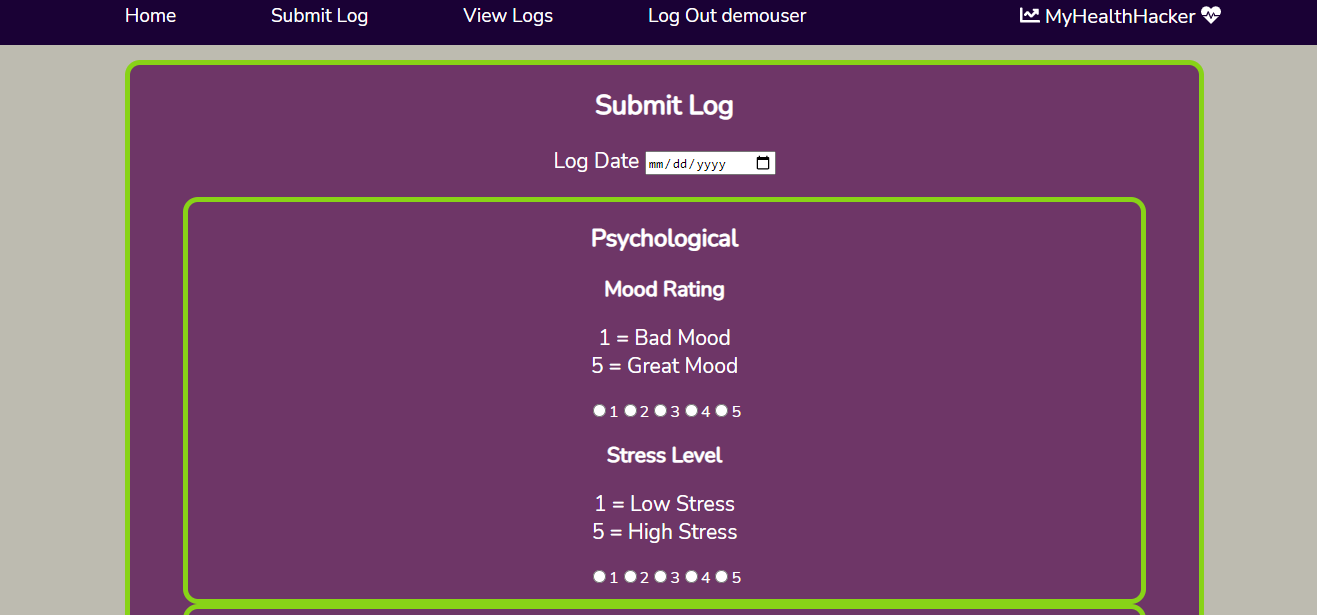 Home Submit Log View Logs Log Out demouser MyHealthHacker
Submit Log
Log Date mm/dd/yyyy
Psychological
Mood Rating
1 = Bad Mood
5 = Great Mood
1 2 3 4 5
Stress Level
1 = Low Stress
5 = High Stress
1 2 3 4 5